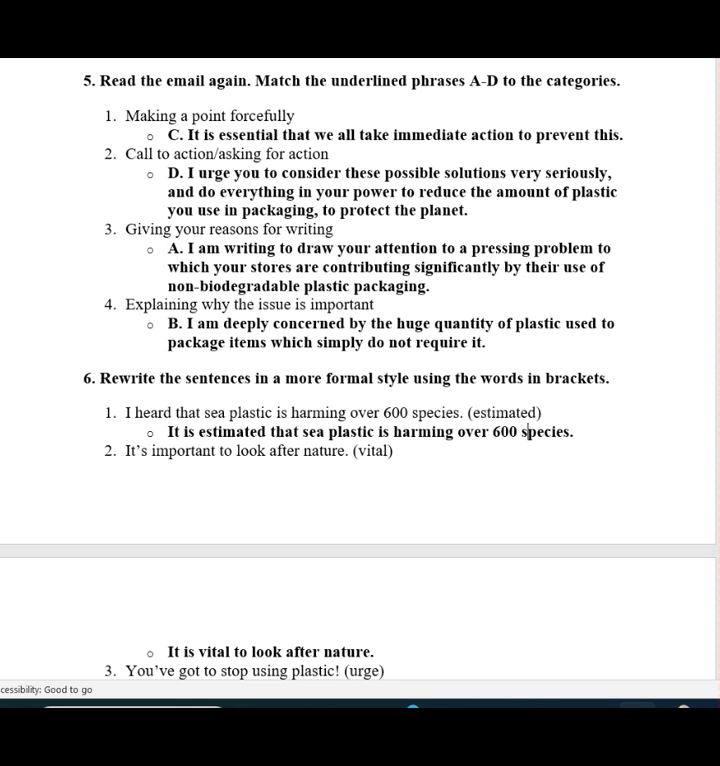 5. Read the email again. Match the underlined phrases A-D to the categories.
1. Making a point forcefully
o C. It is essential that we all take immediate action to prevent this.
2. Call to action/asking for action
o D. I urge you to consider these possible solutions very seriously,
and do everything in your power to reduce the amount of plastic
you use in packaging, to protect the planet.
3. Giving your reasons for writing
o A. I am writing to draw your attention to a pressing problem to
which your stores are contributing significantly by their use of
non-biodegradable plastic packaging.
4. Explaining why the issue is important
o B. I am deeply concerned by the huge quantity of plastic used to
package items which simply do not require it.
6. Rewrite the sentences in a more formal style using the words in brackets.
1. I heard that sea plastic is harming over 600 species. (estimated)
o It is estimated that sea plastic is harming over 600 species.
2. It's important to look after nature. (vital)
o It is vital to look after nature.
3. You've got to stop using plastic! (urge)
cessibility: Good to go